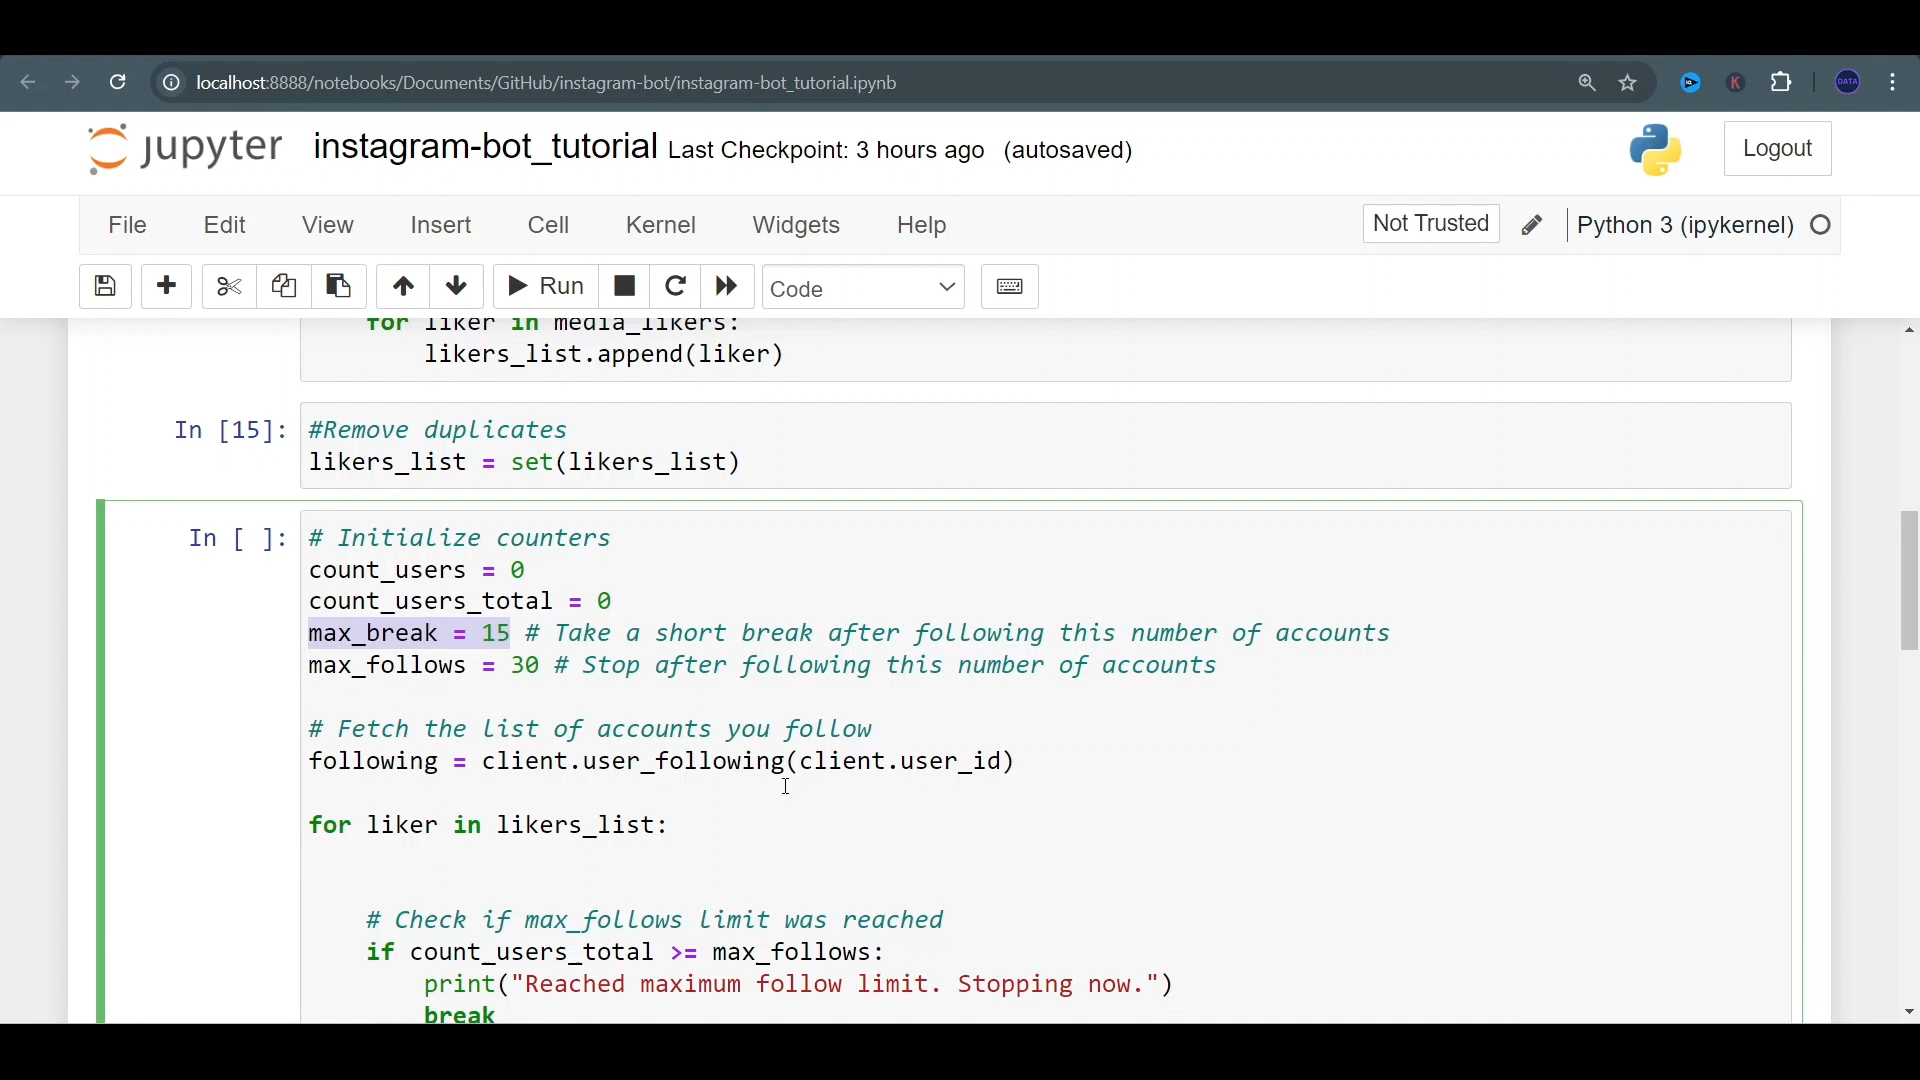 localhost:8888/notebooks/Documents/GitHub/instagram-bot/instagram-bot_tutorial.ipynb
K
DATA
jupyter instagram-bot_tutorial Last Checkpoint: 3 hours ago (autosaved)
Logout
File Edit View Insert Cell Kernel Widgets Help Not Trusted Python 3 (ipykernel)
Run Code
for liker in media_likers:
likers_list.append(liker)
In [15]: #Remove duplicates
likers_list = set(likers_list)
In [ ]: # Initialize counters
count_users = 0
count_users_total = 0
max_break = 15 # Take a short break after following this number of accounts
max_follows = 30 # Stop after following this number of accounts
# Fetch the list of accounts you follow
following = client.user_following(client.user_id)
for liker in likers_list:
# Check if max_follows limit was reached
if count_users_total >= max_follows:
print("Reached maximum follow limit. Stopping now.")
break